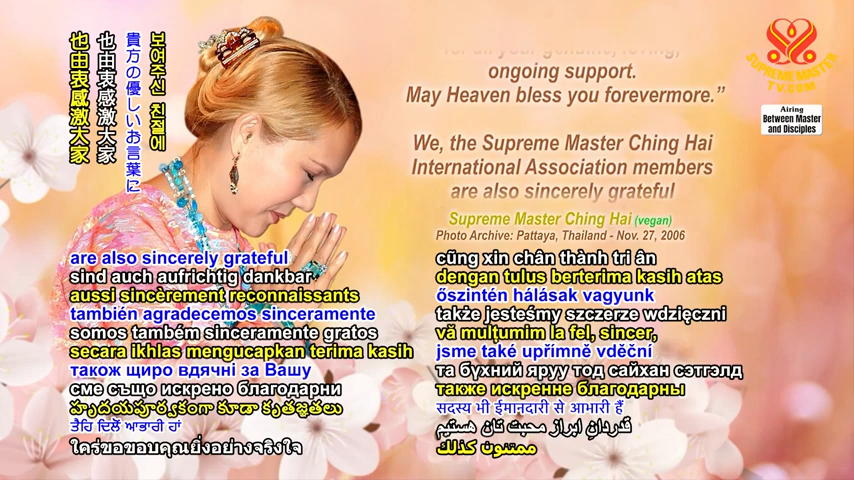 也由衷感激大家
也由衷感激大家
貴方の優しいお言葉に
보여주신 친절에
ongoing support.
May Heaven bless you forevermore.”
We, the Supreme Master Ching Hai
International Association members
are also sincerely grateful
Supreme Master Ching Hai (vegan)
Photo Archive: Pattaya, Thailand - Nov. 27, 2006
SUPREME MASTER
TV.COM
Airing
Between Master
and Disciples
are also sincerely grateful
sind auch aufrichtig dankbar
aussi sincèrement reconnaissants
también agradecemos sinceramente
somos também sinceramente gratos
secara ikhlas mengucapkan terima kasih
також щиро вдячні за Вашу
сме също искрено благодарни
హృదయపూర్వకంగా కూడా కృతజ్ఞతలు
ਤੈਹਿ ਦਿਲੋਂ ਆਭਾਰੀ ਹਾਂ
ใคร่ขอขอบคุณยิ่งอย่างจริงใจ
cũng xin chân thành tri ân
dengan tulus berterima kasih atas
őszintén hálásak vagyunk
także jesteśmy szczerze wdzięczni
vă mulțumim la fel, sincer,
jsme také upřímně vděční
та бүхний яруу тод сайхан сэтгэлд
также искренне благодарны
सदस्य भी ईमानदारी से आभारी हैं
قدردانِ ابراز محبت تان هستیم
ممتنون كذلك